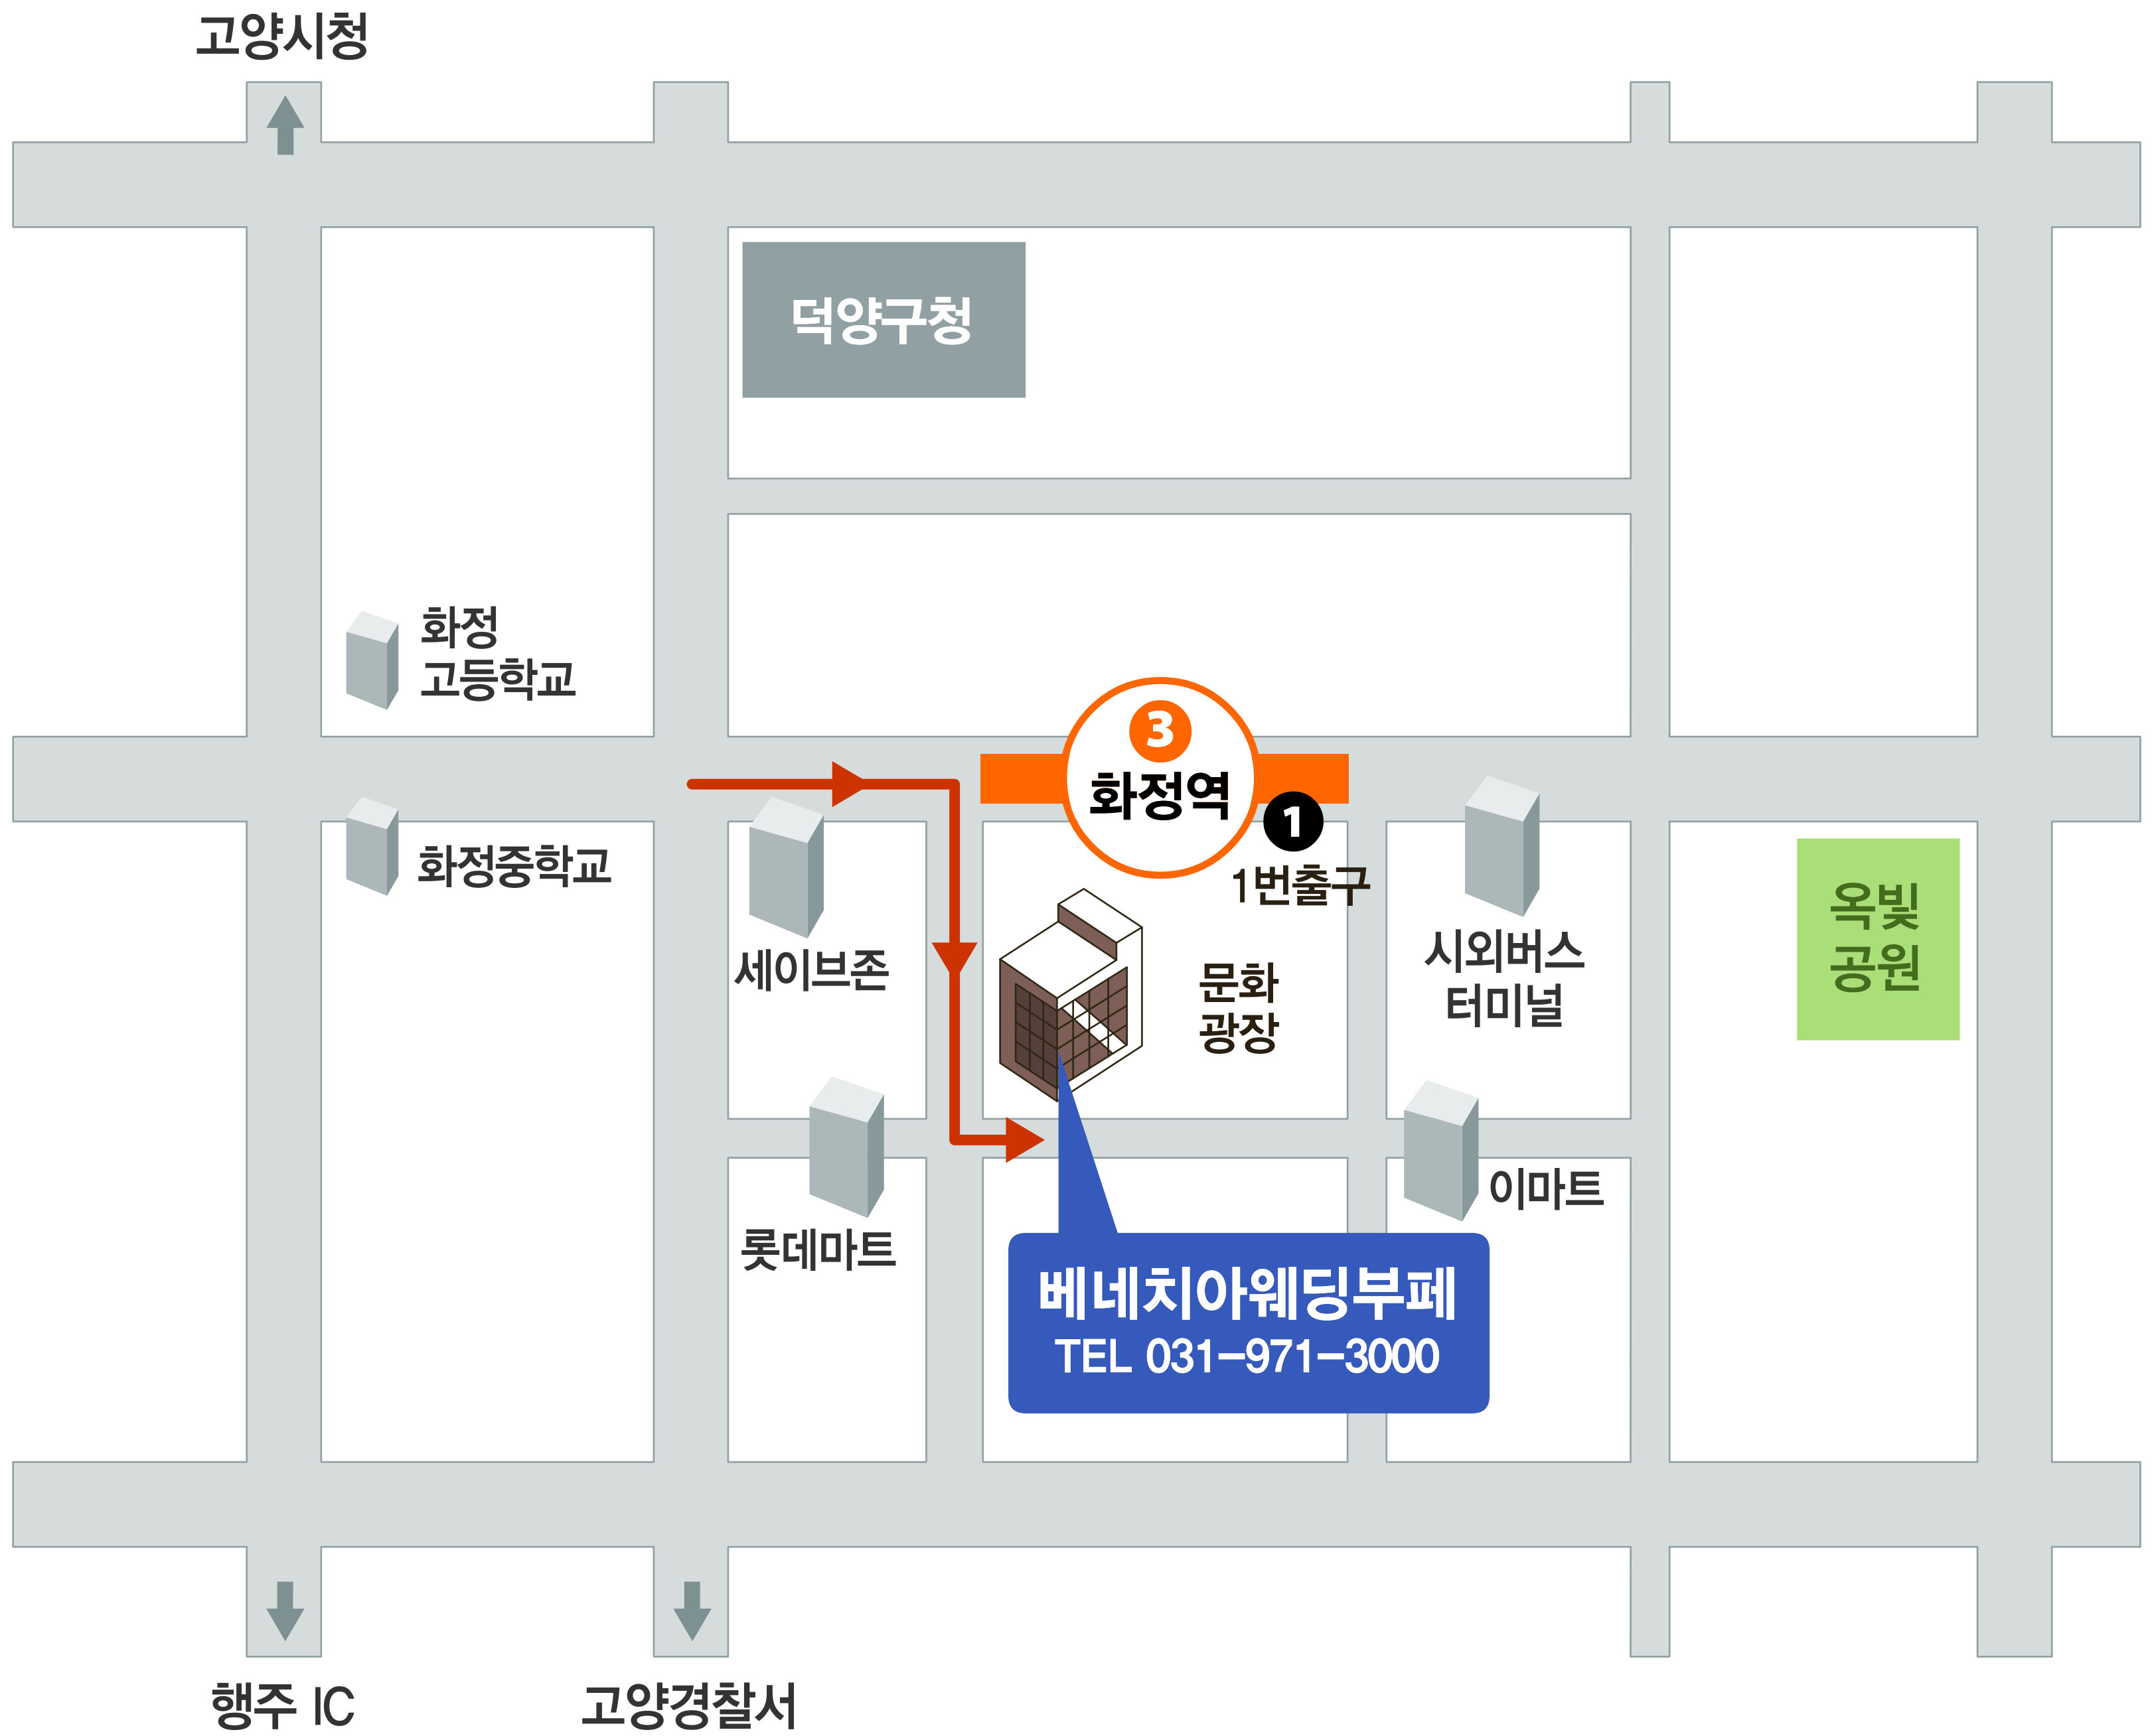 고양시청
덕양구청
화정
고등학교
3
화정역
1
1번출구
화정중학교
세이브존
문화
광장
시외버스
터미널
옥빛
공원
롯데마트
이마트
베네치아웨딩부페
TEL 031-971-3000
행주 IC
고양경찰서